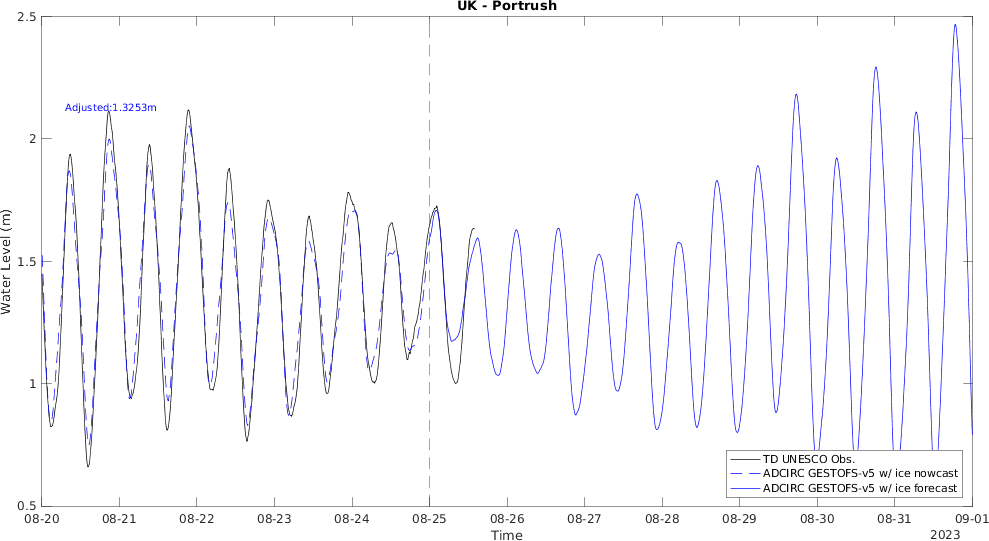 UK - Portrush
2.5
Adjusted:1.3253m
2
1.5
1
0.5
Water Level (m)
TD UNESCO Obs.
ADCIRC GESTOFS-v5 w/ ice nowcast
ADCIRC GESTOFS-v5 w/ ice forecast
08-20 08-21 08-22 08-23 08-24 08-25 08-26 08-27 08-28 08-29 08-30 08-31 09-01
Time
2023